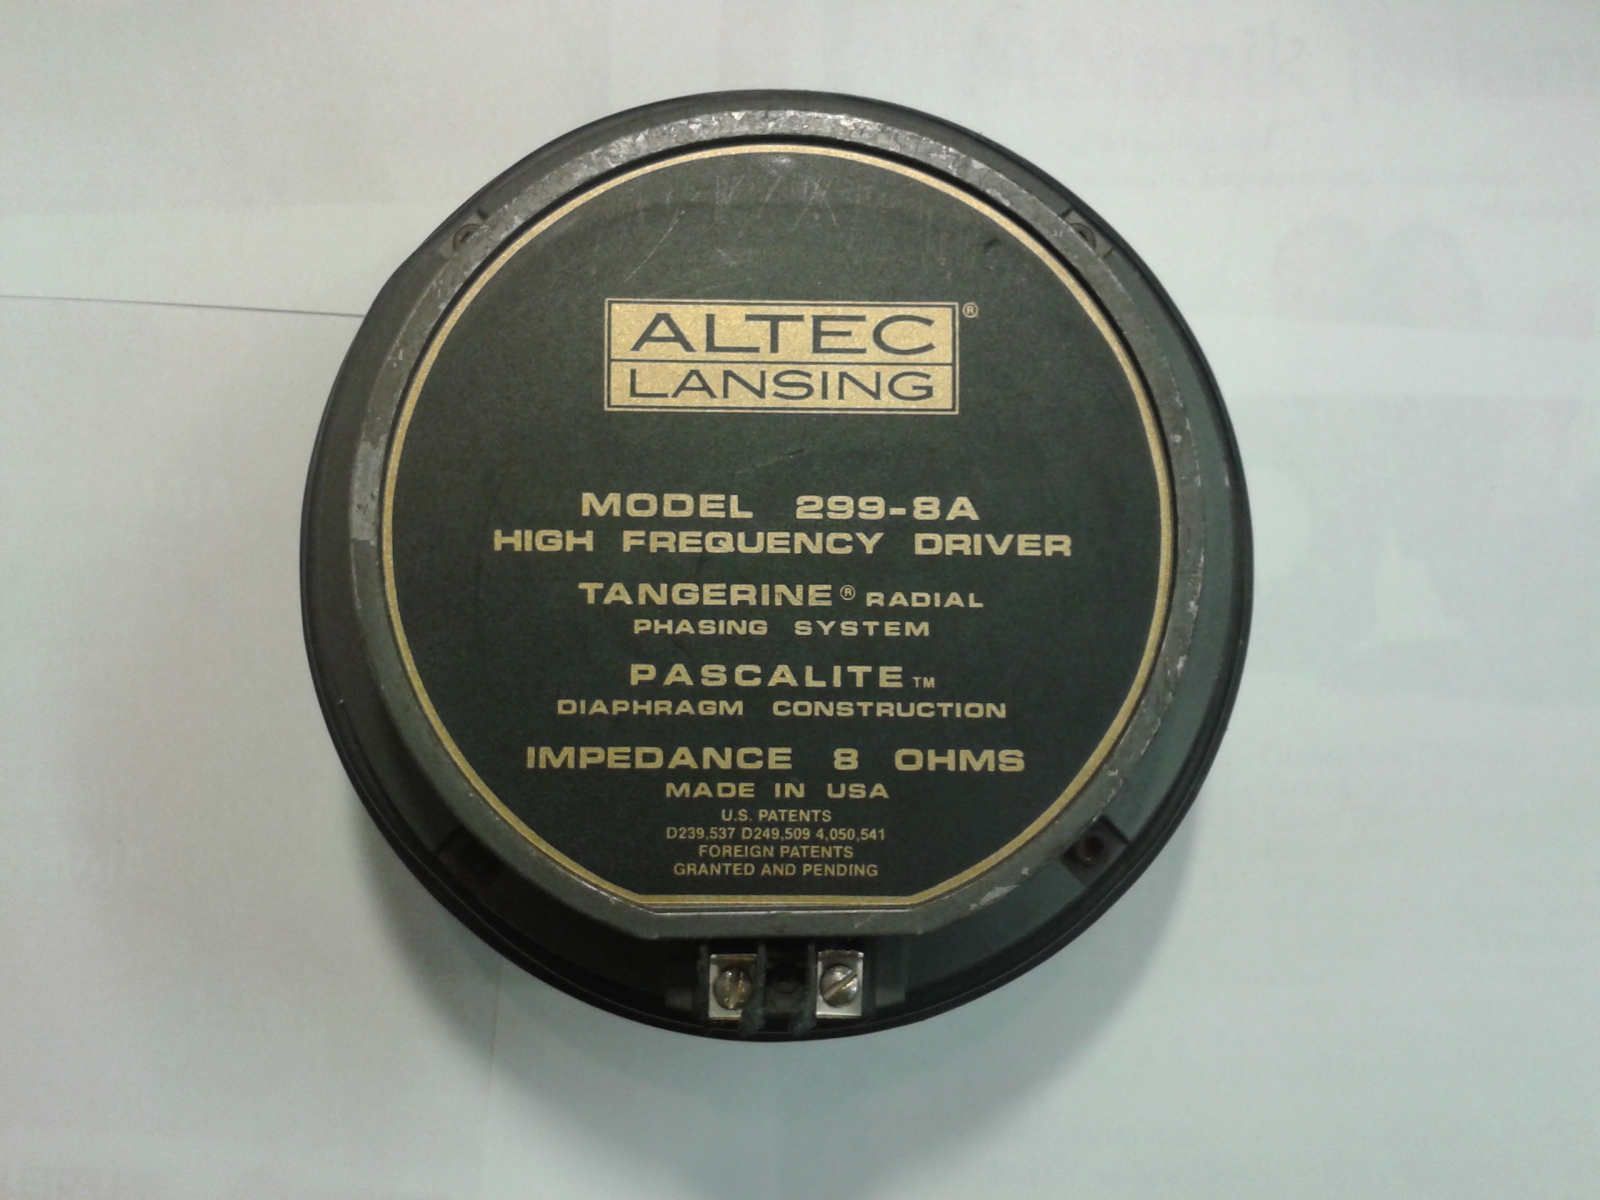 ALTEC ®
LANSING
MODEL 299-8A
HIGH FREQUENCY DRIVER
TANGERINE® RADIAL
PHASING SYSTEM
PASCALITE™
DIAPHRAGM CONSTRUCTION
IMPEDANCE 8 OHMS
MADE IN USA
U.S. PATENTS
D239,537 D249,509 4,050,541
FOREIGN PATENTS
GRANTED AND PENDING